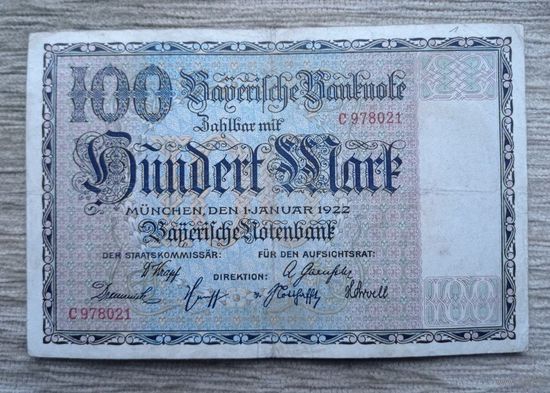 100 Bayerische Banknote
Zahlbar mit
C 978021
Hundert Mark
MÜNCHEN, DEN 1. JANUAR 1922
Bayerische Notenbank
DER STAATSKOMMISSÄR: FÜR DEN AUFSICHTSRAT:
DIREKTION:
C 978021
100